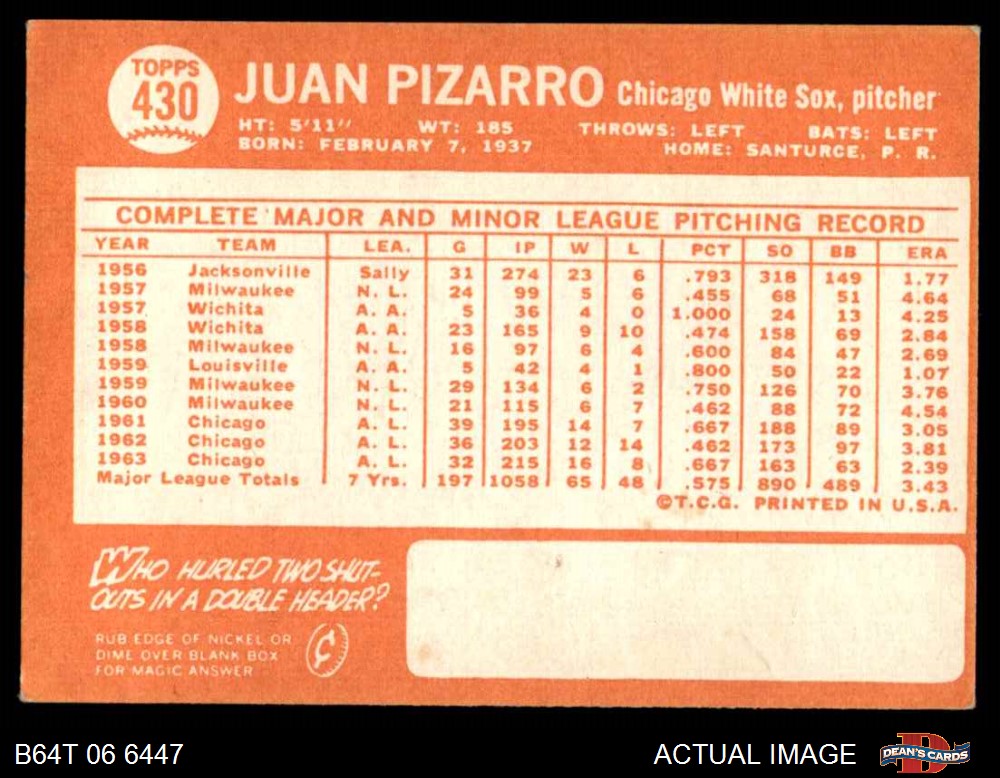 TOPPS
430
JUAN PIZARRO Chicago White Sox, pitcher
HT: 5'11" WT: 185 THROWS: LEFT BATS: LEFT
BORN: FEBRUARY 7, 1937 HOME: SANTURCE, P. R.
COMPLETE MAJOR AND MINOR LEAGUE PITCHING RECORD
YEAR TEAM LEA. G IP W L PCT SO BB ERA
1956 Jacksonville Sally 31 274 23 6 .793 318 149 1.77
1957 Milwaukee N. L. 24 99 5 6 .455 68 51 4.64
1957 Wichita A. A. 5 36 4 0 1.000 24 13 4.25
1958 Wichita A. A. 23 165 9 10 .474 158 69 2.84
1958 Milwaukee N. L. 16 97 6 4 .600 84 47 2.69
1959 Louisville A. A. 5 42 4 1 .800 50 22 1.07
1959 Milwaukee N. L. 29 134 6 2 .750 126 70 3.76
1960 Milwaukee N. L. 21 115 6 7 .462 88 72 4.54
1961 Chicago A. L. 39 195 14 7 .667 188 89 3.05
1962 Chicago A. L. 36 203 12 14 .462 173 97 3.81
1963 Chicago A. L. 32 215 16 8 .667 163 63 2.39
Major League Totals 7 Yrs. 197 1058 65 48 .575 890 489 3.43
©T.C.G. PRINTED IN U.S.A.
WHO HURLED TWO SHUT-
OUTS IN A DOUBLE HEADER?
RUB EDGE OF NICKEL OR
DIME OVER BLANK BOX
FOR MAGIC ANSWER
¢
B64T 06 6447 ACTUAL IMAGE DEAN'S CARDS